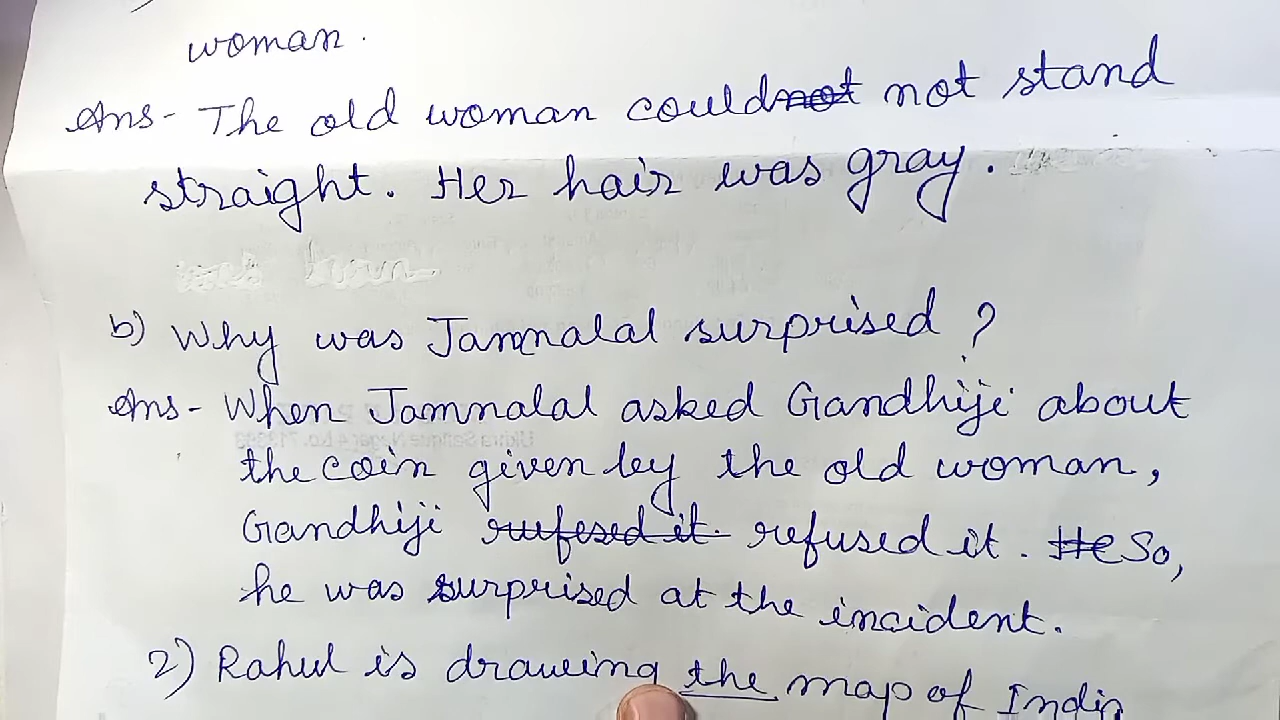 woman.
Ans- The old woman could not not stand
straight. Her hair was gray.
b) Why was Jamnalal surprised ?
Ans- When Jamnalal asked Gandhiji about
the coin given by the old woman,
Gandhiji rufesed it. refused it. He So,
he was surprised at the incident.
2) Rahul is drawing the map of India